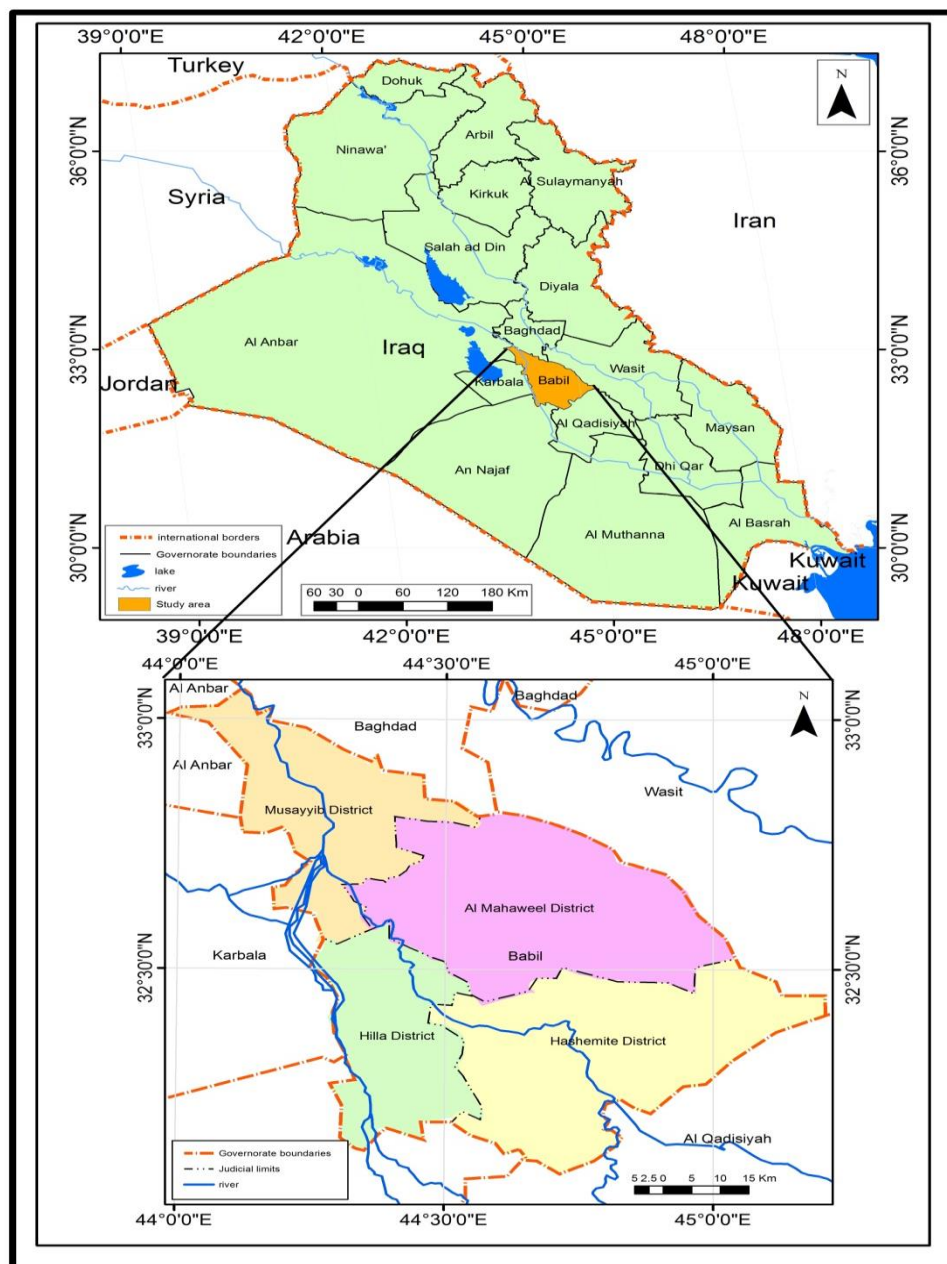 39°0'0"E 42°0'0"E 45°0'0"E 48°0'0"E
Turkey
N
Dohuk
Arbil
Ninawa'
36°0'0"N
36°0'0"N
Al Sulaymanyah
Kirkuk
Syria
Iran
Salah ad Din
Diyala
Baghdad
33°0'0"N
33°0'0"N
Al Anbar
Iraq
Wasit
Jordan
Karbala
Babil
Al Qadisiyah
Maysan
An Najaf
Dhi Qar
Al Basrah
Al Muthanna
Arabia
30°0'0"N
30°0'0"N
Kuwait
Kuwait
international borders
Governorate boundaries
lake
river
Study area
60 30 0 60 120 180 Km
39°0'0"E 42°0'0"E 45°0'0"E 48°0'0"E
44°0'0"E 44°30'0"E 45°0'0"E
Al Anbar
Baghdad
N
33°0'0"N
33°0'0"N
Baghdad
Al Anbar
Wasit
Musayyib District
Al Mahaweel District
Babil
Karbala
32°30'0"N
32°30'0"N
Hilla District
Hashemite District
Al Qadisiyah
Governorate boundaries
Judicial limits
river
5 2.5 0 5 10 15 Km
44°0'0"E 44°30'0"E 45°0'0"E